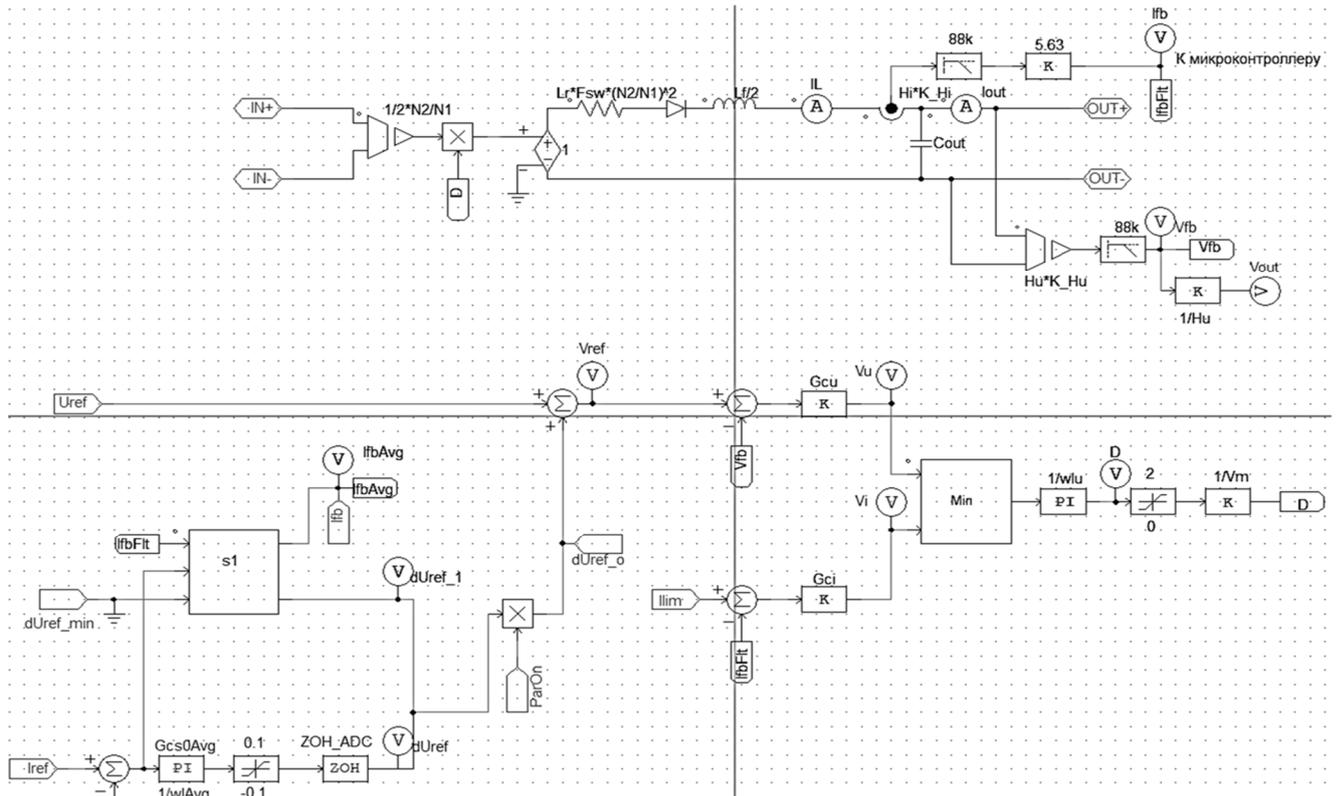 Ifb
88k
5.63
V
К микроконтроллеру
K
Lr*Fsw*(N2/N1)^2
Lf/2
IL
Hi*K_Hi
Iout
IfbFlt
IN+
1/2*N2/N1
A
A
OUT+
+
+
1
Cout
IN-
D
OUT-
88k
V
Vfb
Vfb
Vout
Hu*K_Hu
K
V
1/Hu
Vref
V
Gcu
Vu
V
Uref
+
Σ
+
Σ
K
+
−
Vfb
IfbAvg
V
IfbAvg
Ifb
Vi
V
Min
1/wlu
PI
D
V
2
0
1/Vm
K
D
IfbFlt
s1
dUref_o
V
dUref_1
Gci
dUref_min
Ilim
+
Σ
K
−
IfbFlt
ParOn
Gcs0Avg
0.1
ZOH_ADC
V
dUref
Iref
+
Σ
PI
ZOH
−
1/wlAvg
-0.1